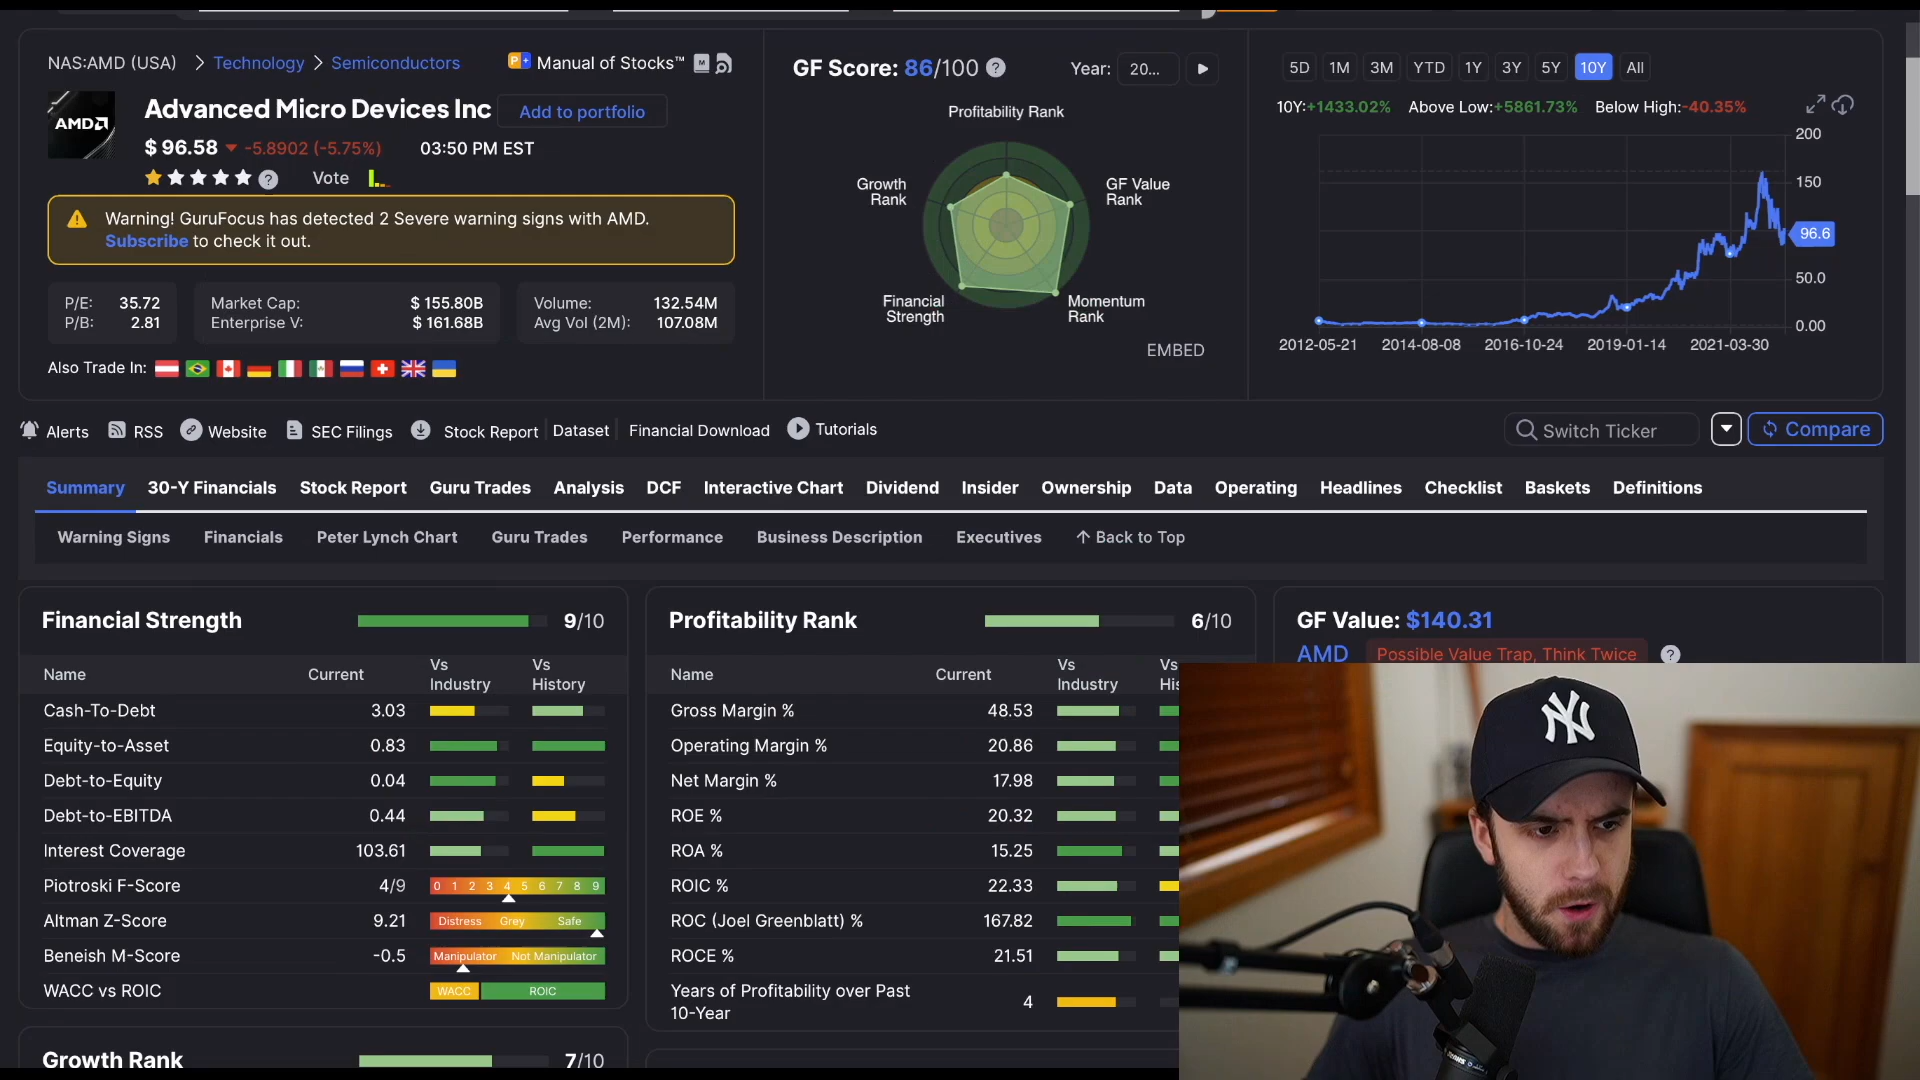 NAS:AMD (USA) > Technology > Semiconductors
P+ Manual of Stocks™
AMD
Advanced Micro Devices Inc
Add to portfolio
$ 96.58 -5.8902 (-5.75%) 03:50 PM EST
Vote
Warning! GuruFocus has detected 2 Severe warning signs with AMD.
Subscribe to check it out.
P/E: 35.72
P/B: 2.81
Market Cap: $ 155.80B
Enterprise V: $ 161.68B
Volume: 132.54M
Avg Vol (2M): 107.08M
Also Trade In:
GF Score: 86/100 ?
Year: 20...
Profitability Rank
Growth Rank
GF Value Rank
Financial Strength
Momentum Rank
EMBED
5D 1M 3M YTD 1Y 3Y 5Y 10Y All
10Y:+1433.02% Above Low:+5861.73% Below High:-40.35%
200
150
96.6
50.0
0.00
2012-05-21 2014-08-08 2016-10-24 2019-01-14 2021-03-30
Alerts RSS Website SEC Filings Stock Report Dataset Financial Download Tutorials
Switch Ticker
Compare
Summary 30-Y Financials Stock Report Guru Trades Analysis DCF Interactive Chart Dividend Insider Ownership Data Operating Headlines Checklist Baskets Definitions
Warning Signs Financials Peter Lynch Chart Guru Trades Performance Business Description Executives ↑ Back to Top
Financial Strength 9/10
Name Current Vs Industry Vs History
Cash-To-Debt 3.03
Equity-to-Asset 0.83
Debt-to-Equity 0.04
Debt-to-EBITDA 0.44
Interest Coverage 103.61
Piotroski F-Score 4/9 0 1 2 3 4 5 6 7 8 9
Altman Z-Score 9.21 Distress Grey Safe
Beneish M-Score -0.5 Manipulator Not Manipulator
WACC vs ROIC WACC ROIC
Growth Rank 7/10
Profitability Rank 6/10
Name Current Vs Industry Vs His
Gross Margin % 48.53
Operating Margin % 20.86
Net Margin % 17.98
ROE % 20.32
ROA % 15.25
ROIC % 22.33
ROC (Joel Greenblatt) % 167.82
ROCE % 21.51
Years of Profitability over Past
10-Year 4
GF Value: $140.31
AMD Possible Value Trap, Think Twice ?
NY